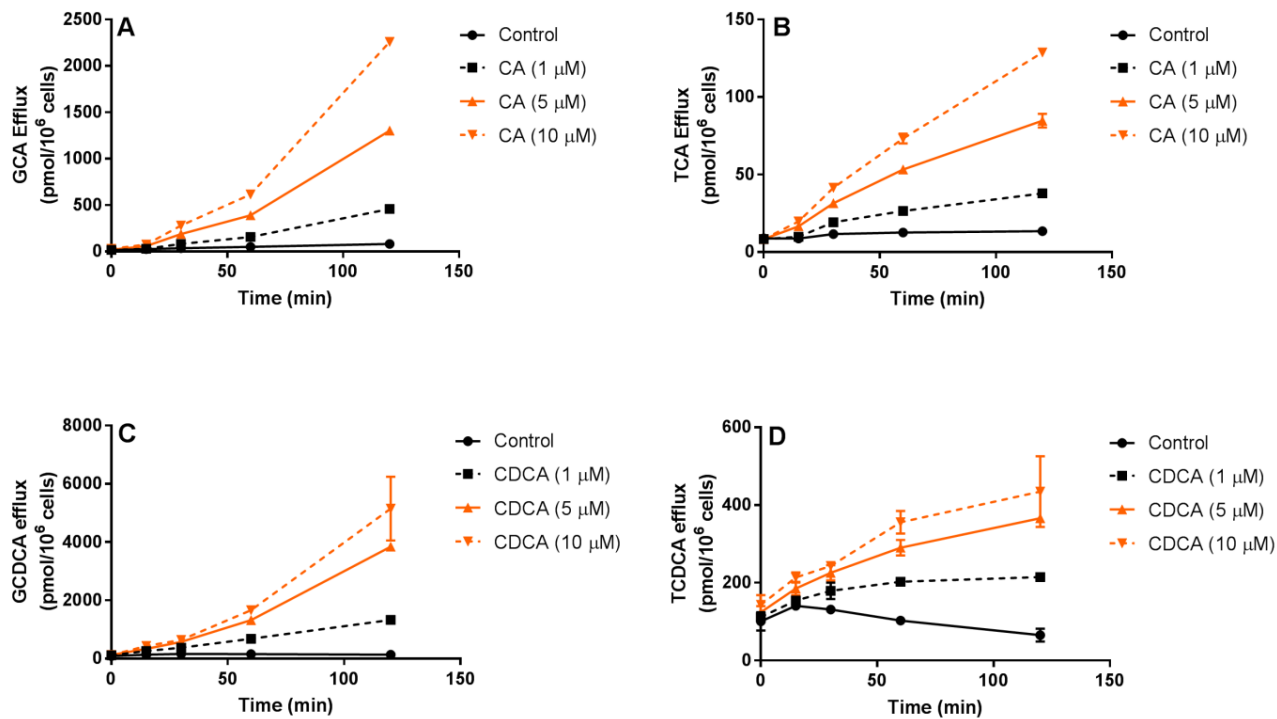 A
GCA Efflux
(pmol/10⁶ cells)
2500
2000
1500
1000
500
0
0 50 100 150
Time (min)
Control
CA (1 μM)
CA (5 μM)
CA (10 μM)
B
TCA Efflux
(pmol/10⁶ cells)
150
100
50
0
0 50 100 150
Time (min)
Control
CA (1 μM)
CA (5 μM)
CA (10 μM)
C
GCDCA efflux
(pmol/10⁶ cells)
8000
6000
4000
2000
0
0 50 100 150
Time (min)
Control
CDCA (1 μM)
CDCA (5 μM)
CDCA (10 μM)
D
TCDCA efflux
(pmol/10⁶ cells)
600
400
200
0
0 50 100 150
Time (min)
Control
CDCA (1 μM)
CDCA (5 μM)
CDCA (10 μM)